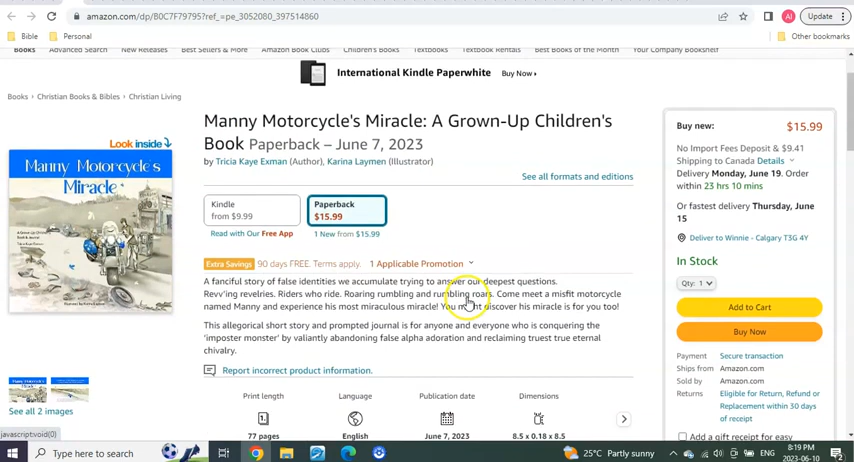 amazon.com/dp/B0C7F79795?ref_=pe_3052080_397514860
Update
Bible
Personal
Other bookmarks
Books
Advanced Search
New Releases
Best Sellers & More
Amazon Book Clubs
Children's Books
Textbooks
Textbook Rentals
Best Books of the Month
Your Company Bookshelf
International Kindle Paperwhite Buy Now ›
Books › Christian Books & Bibles › Christian Living
Look inside
Manny Motorcycle's
Miracle
Manny Motorcycle's Miracle: A Grown-Up Children's
Book Paperback – June 7, 2023
by Tricia Kaye Exman (Author), Karina Laymen (Illustrator)
See all formats and editions
Kindle
from $9.99
Paperback
$15.99
Read with Our Free App
1 New from $15.99
Extra Savings 90 days FREE. Terms apply. 1 Applicable Promotion
A fanciful story of false identities we accumulate trying to answer our deepest questions.
Revv'ing revelries. Riders who ride. Roaring rumbling and rumbling roars. Come meet a misfit motorcycle
named Manny and experience his most miraculous miracle! You might discover his miracle is for you too!
This allegorical short story and prompted journal is for anyone and everyone who is conquering the
'imposter monster' by valiantly abandoning false alpha adoration and reclaiming truest true eternal
chivalry.
Report incorrect product information.
Print length
Language
Publication date
Dimensions
77 pages
English
June 7, 2023
8.5 x 0.18 x 8.5
See all 2 images
javascript:void(0)
Buy new: $15.99
No Import Fees Deposit & $9.41
Shipping to Canada Details
Delivery Monday, June 19. Order
within 23 hrs 10 mins
Or fastest delivery Thursday, June
15
Deliver to Winnie - Calgary T3G 4Y
In Stock
Qty: 1
Add to Cart
Buy Now
Payment Secure transaction
Ships from Amazon.com
Sold by Amazon.com
Returns Eligible for Return, Refund or
Replacement within 30 days
of receipt
Add a gift receipt for easy
Type here to search
25°C Partly sunny
ENG
8:19 PM
2023-06-10